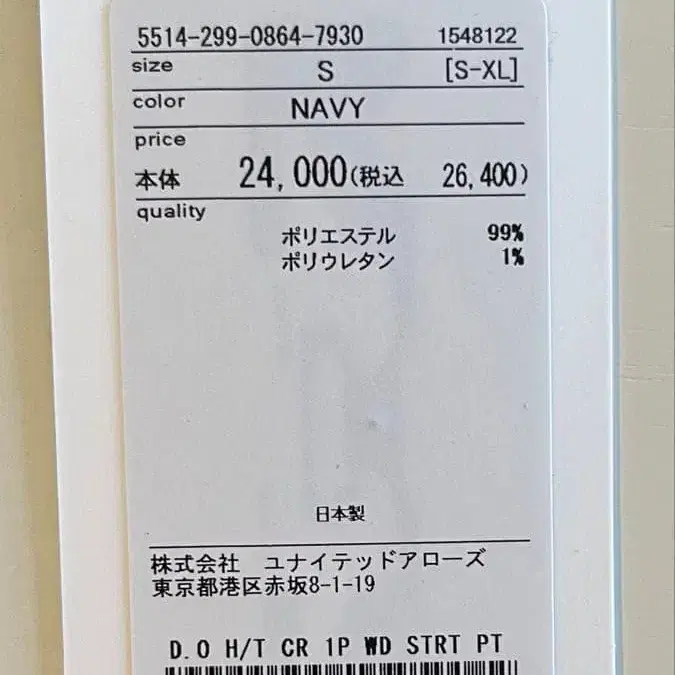 5514-299-0864-7930 1548122
size S [S-XL]
color NAVY
price
本体 24,000(税込 26,400)
quality
ポリエステル 99%
ポリウレタン 1%
日本製
株式会社 ユナイテッドアローズ
東京都港区赤坂8-1-19
D.O H/T CR 1P WD STRT PT